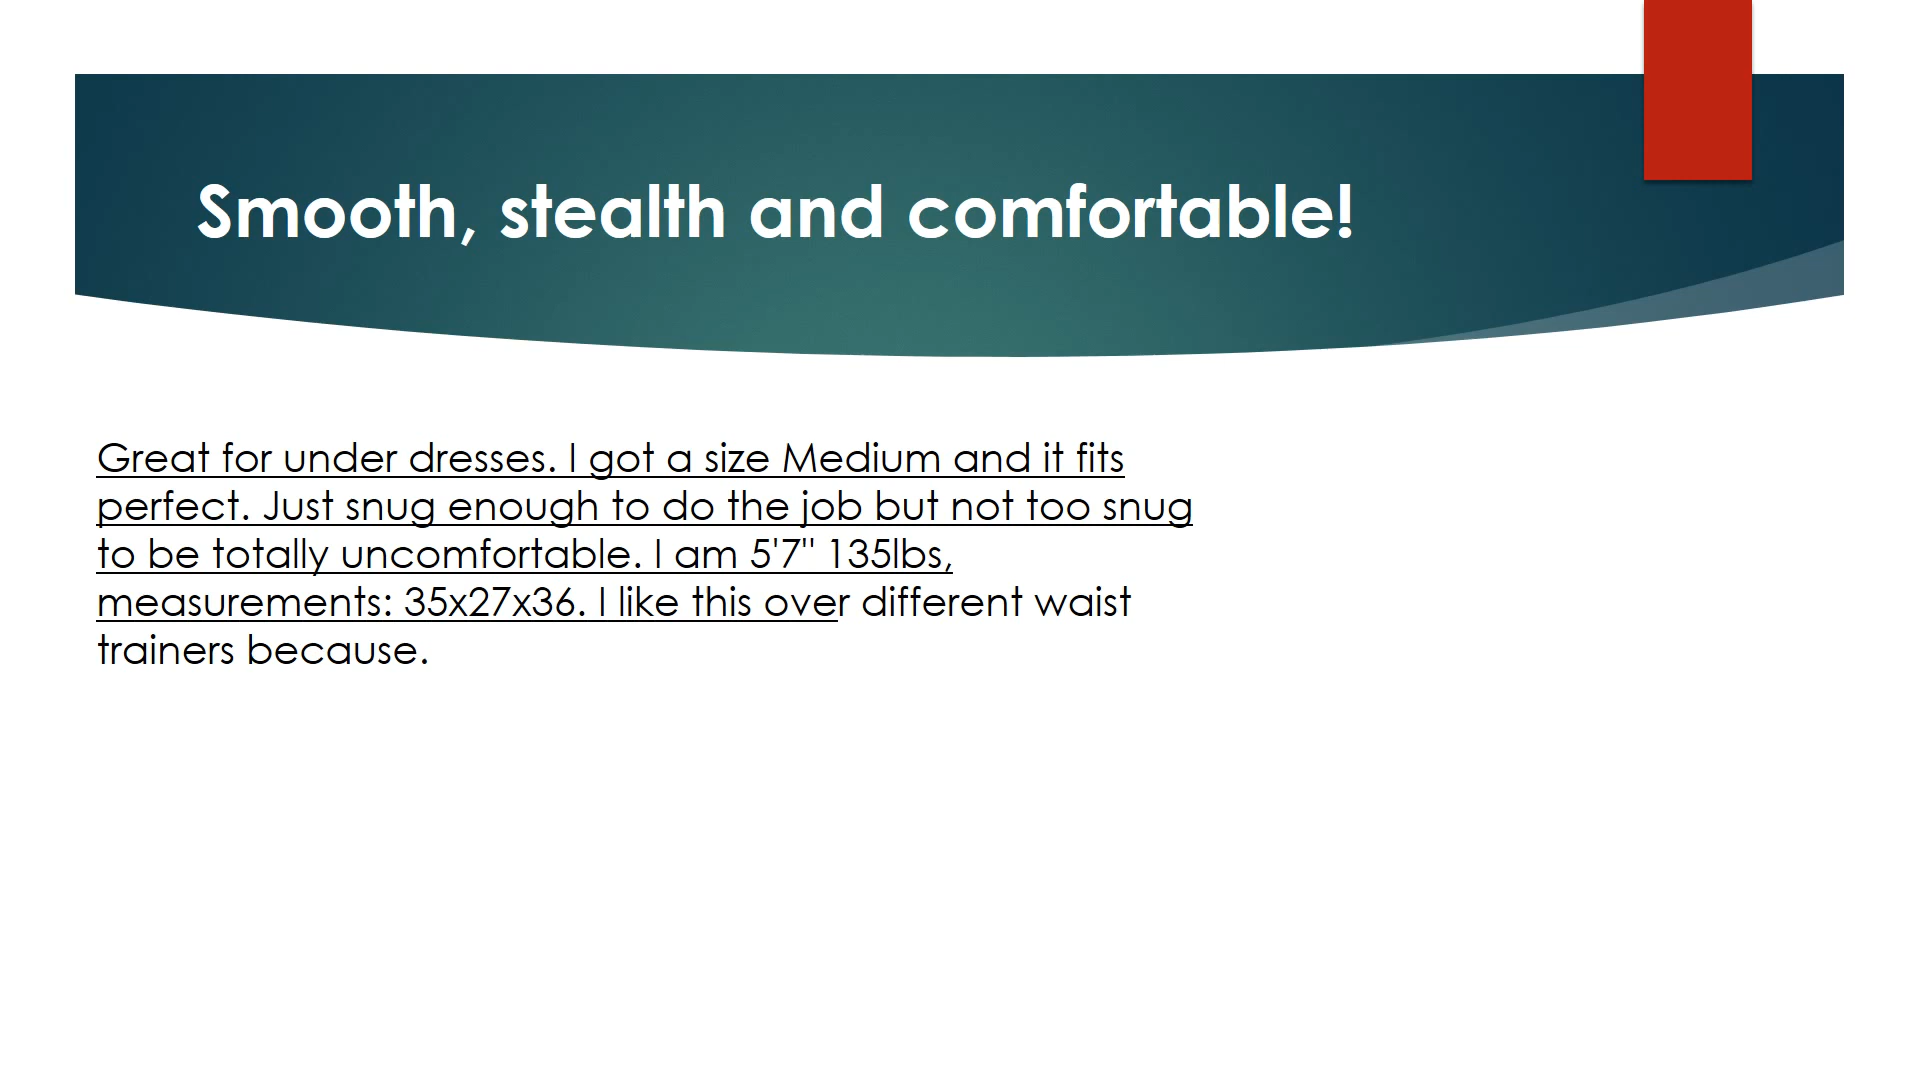 Smooth, stealth and comfortable!
Great for under dresses. I got a size Medium and it fits
perfect. Just snug enough to do the job but not too snug
to be totally uncomfortable. I am 5'7" 135lbs,
measurements: 35x27x36. I like this over different waist
trainers because.